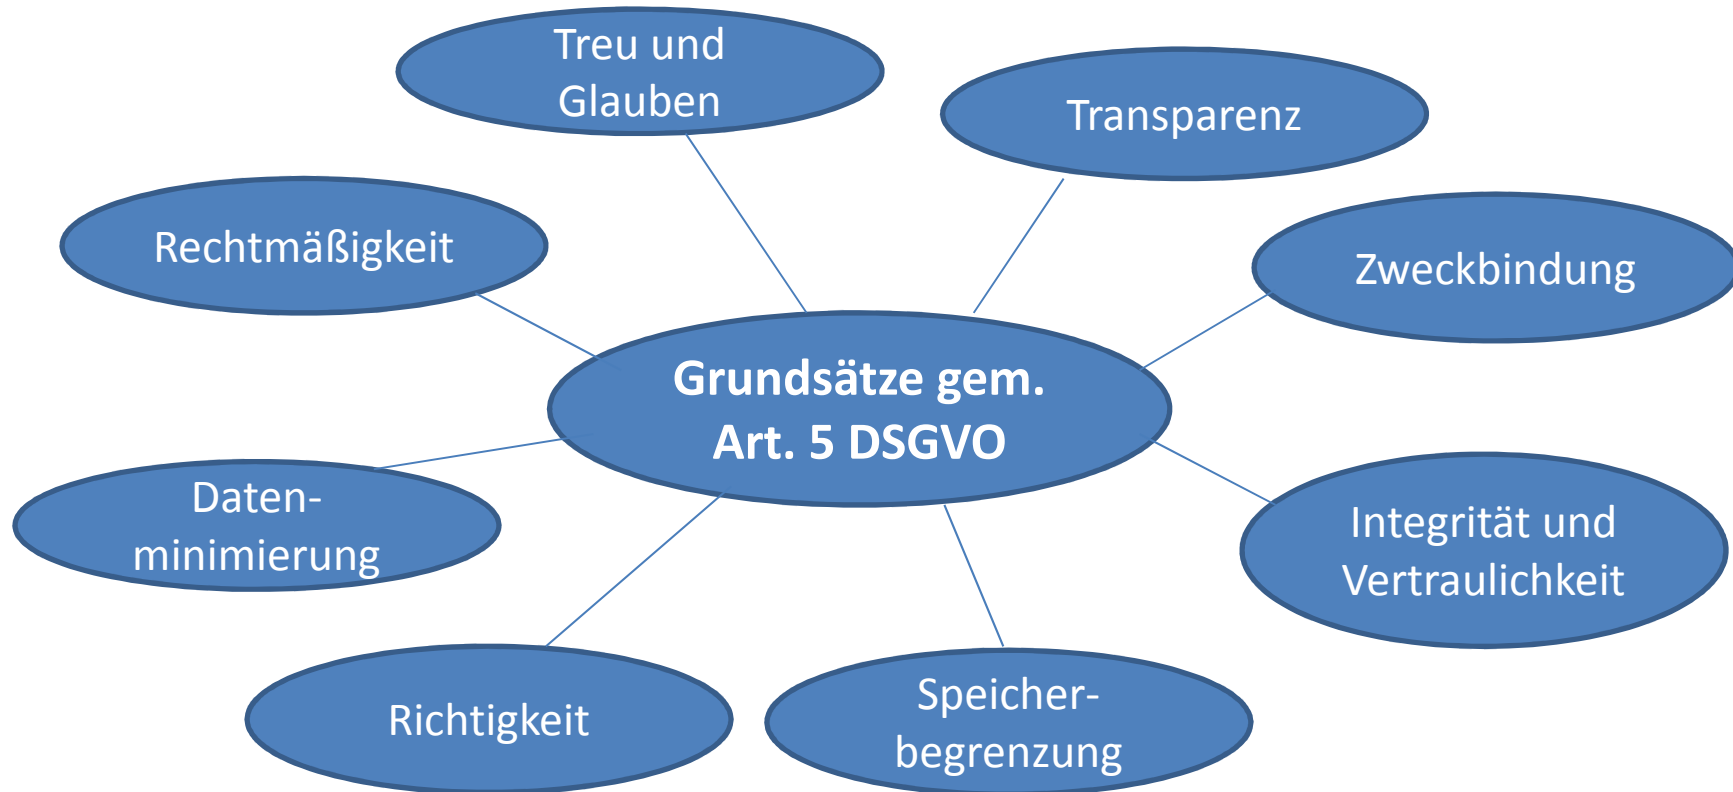 Treu und
Glauben
Transparenz
Rechtmäßigkeit
Zweckbindung
Grundsätze gem.
Art. 5 DSGVO
Daten-
minimierung
Integrität und
Vertraulichkeit
Richtigkeit
Speicher-
begrenzung